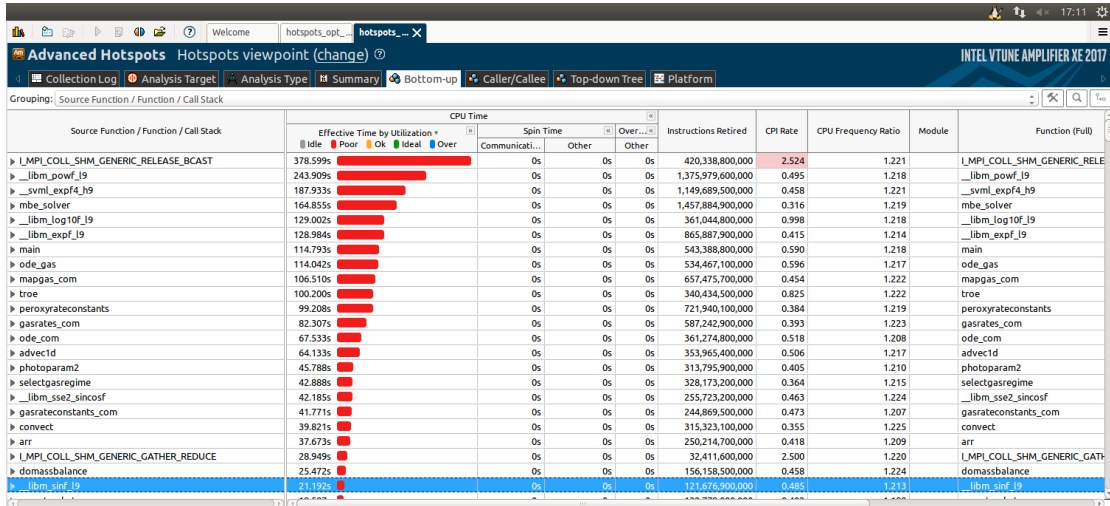 17:11
Welcome hotspots_opt_... hotspots_... X
Advanced Hotspots Hotspots viewpoint (change) INTEL VTUNE AMPLIFIER XE 2017
Collection Log Analysis Target Analysis Type Summary Bottom-up Caller/Callee Top-down Tree Platform
Grouping: Source Function / Function / Call Stack
Source Function / Function / Call Stack CPU Time Instructions Retired CPI Rate CPU Frequency Ratio Module Function (Full)
Effective Time by Utilization Spin Time Over...
Idle Poor Ok Ideal Over Communicati... Other Other
I_MPI_COLL_SHM_GENERIC_RELEASE_BCAST 378.599s 0s 0s 0s 420,338,800,000 2.524 1.221 I_MPI_COLL_SHM_GENERIC_RELE
__libm_powf_l9 243.909s 0s 0s 0s 1,375,979,600,000 0.495 1.218 __libm_powf_l9
__svml_expf4_h9 187.933s 0s 0s 0s 1,149,689,500,000 0.458 1.221 __svml_expf4_h9
mbe_solver 164.855s 0s 0s 0s 1,457,884,900,000 0.316 1.219 mbe_solver
__libm_log10f_l9 129.002s 0s 0s 0s 361,044,800,000 0.998 1.218 __libm_log10f_l9
__libm_expf_l9 128.984s 0s 0s 0s 865,887,900,000 0.415 1.214 __libm_expf_l9
main 114.793s 0s 0s 0s 543,388,800,000 0.590 1.218 main
ode_gas 114.042s 0s 0s 0s 534,467,100,000 0.596 1.217 ode_gas
mapgas_com 106.510s 0s 0s 0s 657,475,700,000 0.454 1.222 mapgas_com
troe 100.200s 0s 0s 0s 340,434,500,000 0.825 1.222 troe
peroxyrateconstants 99.208s 0s 0s 0s 721,940,100,000 0.384 1.219 peroxyrateconstants
gasrates_com 82.307s 0s 0s 0s 587,242,900,000 0.393 1.223 gasrates_com
ode_com 67.533s 0s 0s 0s 361,274,800,000 0.518 1.208 ode_com
advec1d 64.133s 0s 0s 0s 353,965,400,000 0.506 1.217 advec1d
photoparam2 45.788s 0s 0s 0s 313,795,900,000 0.405 1.210 photoparam2
selectgasregime 42.888s 0s 0s 0s 328,173,200,000 0.364 1.215 selectgasregime
__libm_sse2_sincosf 42.185s 0s 0s 0s 255,723,200,000 0.463 1.224 __libm_sse2_sincosf
gasrateconstants_com 41.771s 0s 0s 0s 244,869,500,000 0.473 1.207 gasrateconstants_com
convect 39.821s 0s 0s 0s 315,323,100,000 0.355 1.225 convect
arr 37.673s 0s 0s 0s 250,214,700,000 0.418 1.209 arr
I_MPI_COLL_SHM_GENERIC_GATHER_REDUCE 28.949s 0s 0s 0s 32,411,600,000 2.500 1.220 I_MPI_COLL_SHM_GENERIC_GATH
domassbalance 25.472s 0s 0s 0s 156,158,500,000 0.458 1.224 domassbalance
__libm_sinf_l9 21.192s 0s 0s 0s 121,676,900,000 0.485 1.213 __libm_sinf_l9